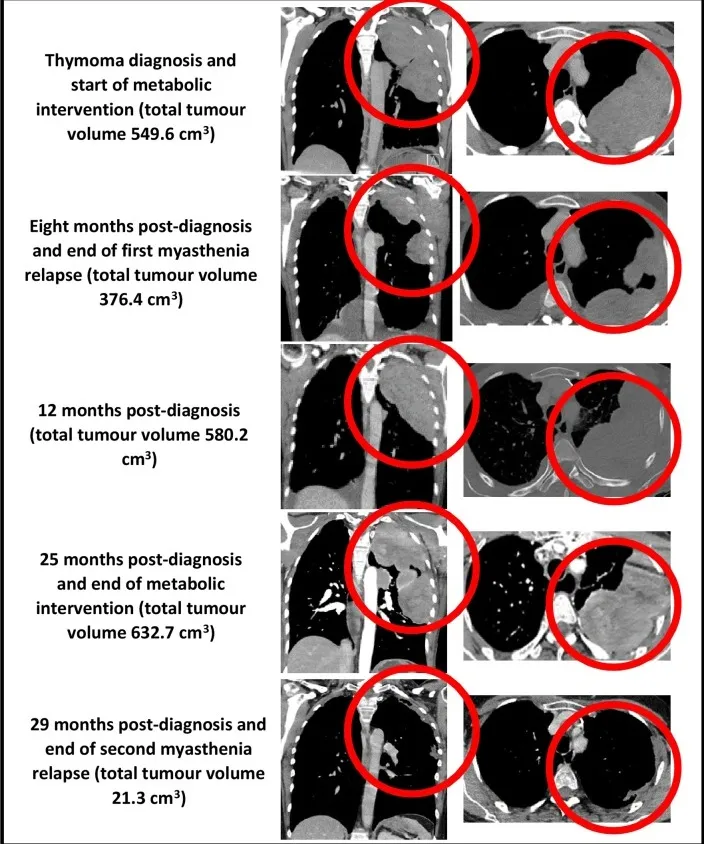 Thymoma diagnosis and
start of metabolic
intervention (total tumour
volume 549.6 cm³)
Eight months post-diagnosis
and end of first myasthenia
relapse (total tumour volume
376.4 cm³)
12 months post-diagnosis
(total tumour volume 580.2
cm³)
25 months post-diagnosis
and end of metabolic
intervention (total tumour
volume 632.7 cm³)
29 months post-diagnosis and
end of second myasthenia
relapse (total tumour volume
21.3 cm³)